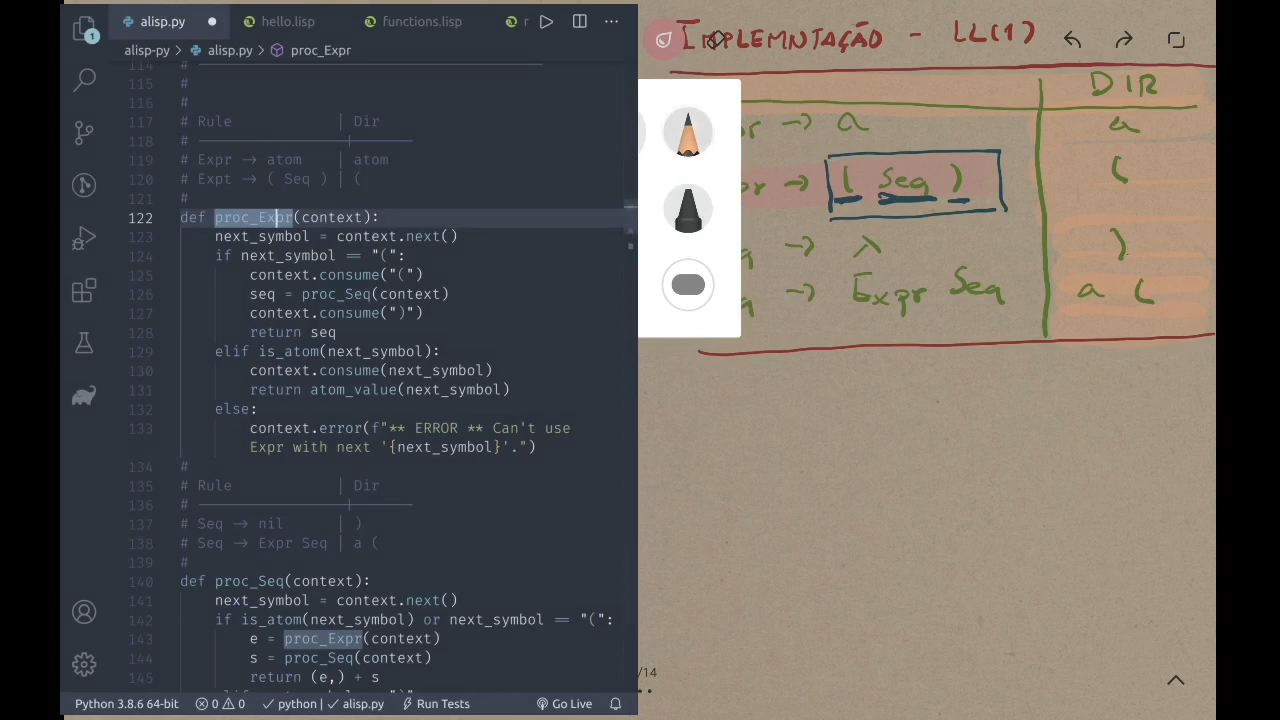 alisp.py
hello.lisp
functions.lisp
r
1
alisp-py > alisp.py > proc_Expr
114 # ————————————————————
115 #
116 #
117 # Rule | Dir
118 # ————————————————+———————
119 # Expr → atom | atom
120 # Expt → ( Seq ) | (
121 #
122 def proc_Expr(context):
123 next_symbol = context.next()
124 if next_symbol == "(":
125 context.consume("(")
126 seq = proc_Seq(context)
127 context.consume(")")
128 return seq
129 elif is_atom(next_symbol):
130 context.consume(next_symbol)
131 return atom_value(next_symbol)
132 else:
133 context.error(f"** ERROR ** Can't use
Expr with next '{next_symbol}'.")
134 #
135 # Rule | Dir
136 # ————————————————+———————
137 # Seq → nil | )
138 # Seq → Expr Seq | a (
139 #
140 def proc_Seq(context):
141 next_symbol = context.next()
142 if is_atom(next_symbol) or next_symbol == "(":
143 e = proc_Expr(context)
144 s = proc_Seq(context)
145 return (e,) + s
Python 3.8.6 64-bit 0 0 python | alisp.py Run Tests Go Live
IMPLEMNTAÇÃO - LL(1)
DIR
pr → a a
pr → ( Seq ) (
q → λ )
q → Expr Seq a (
/14